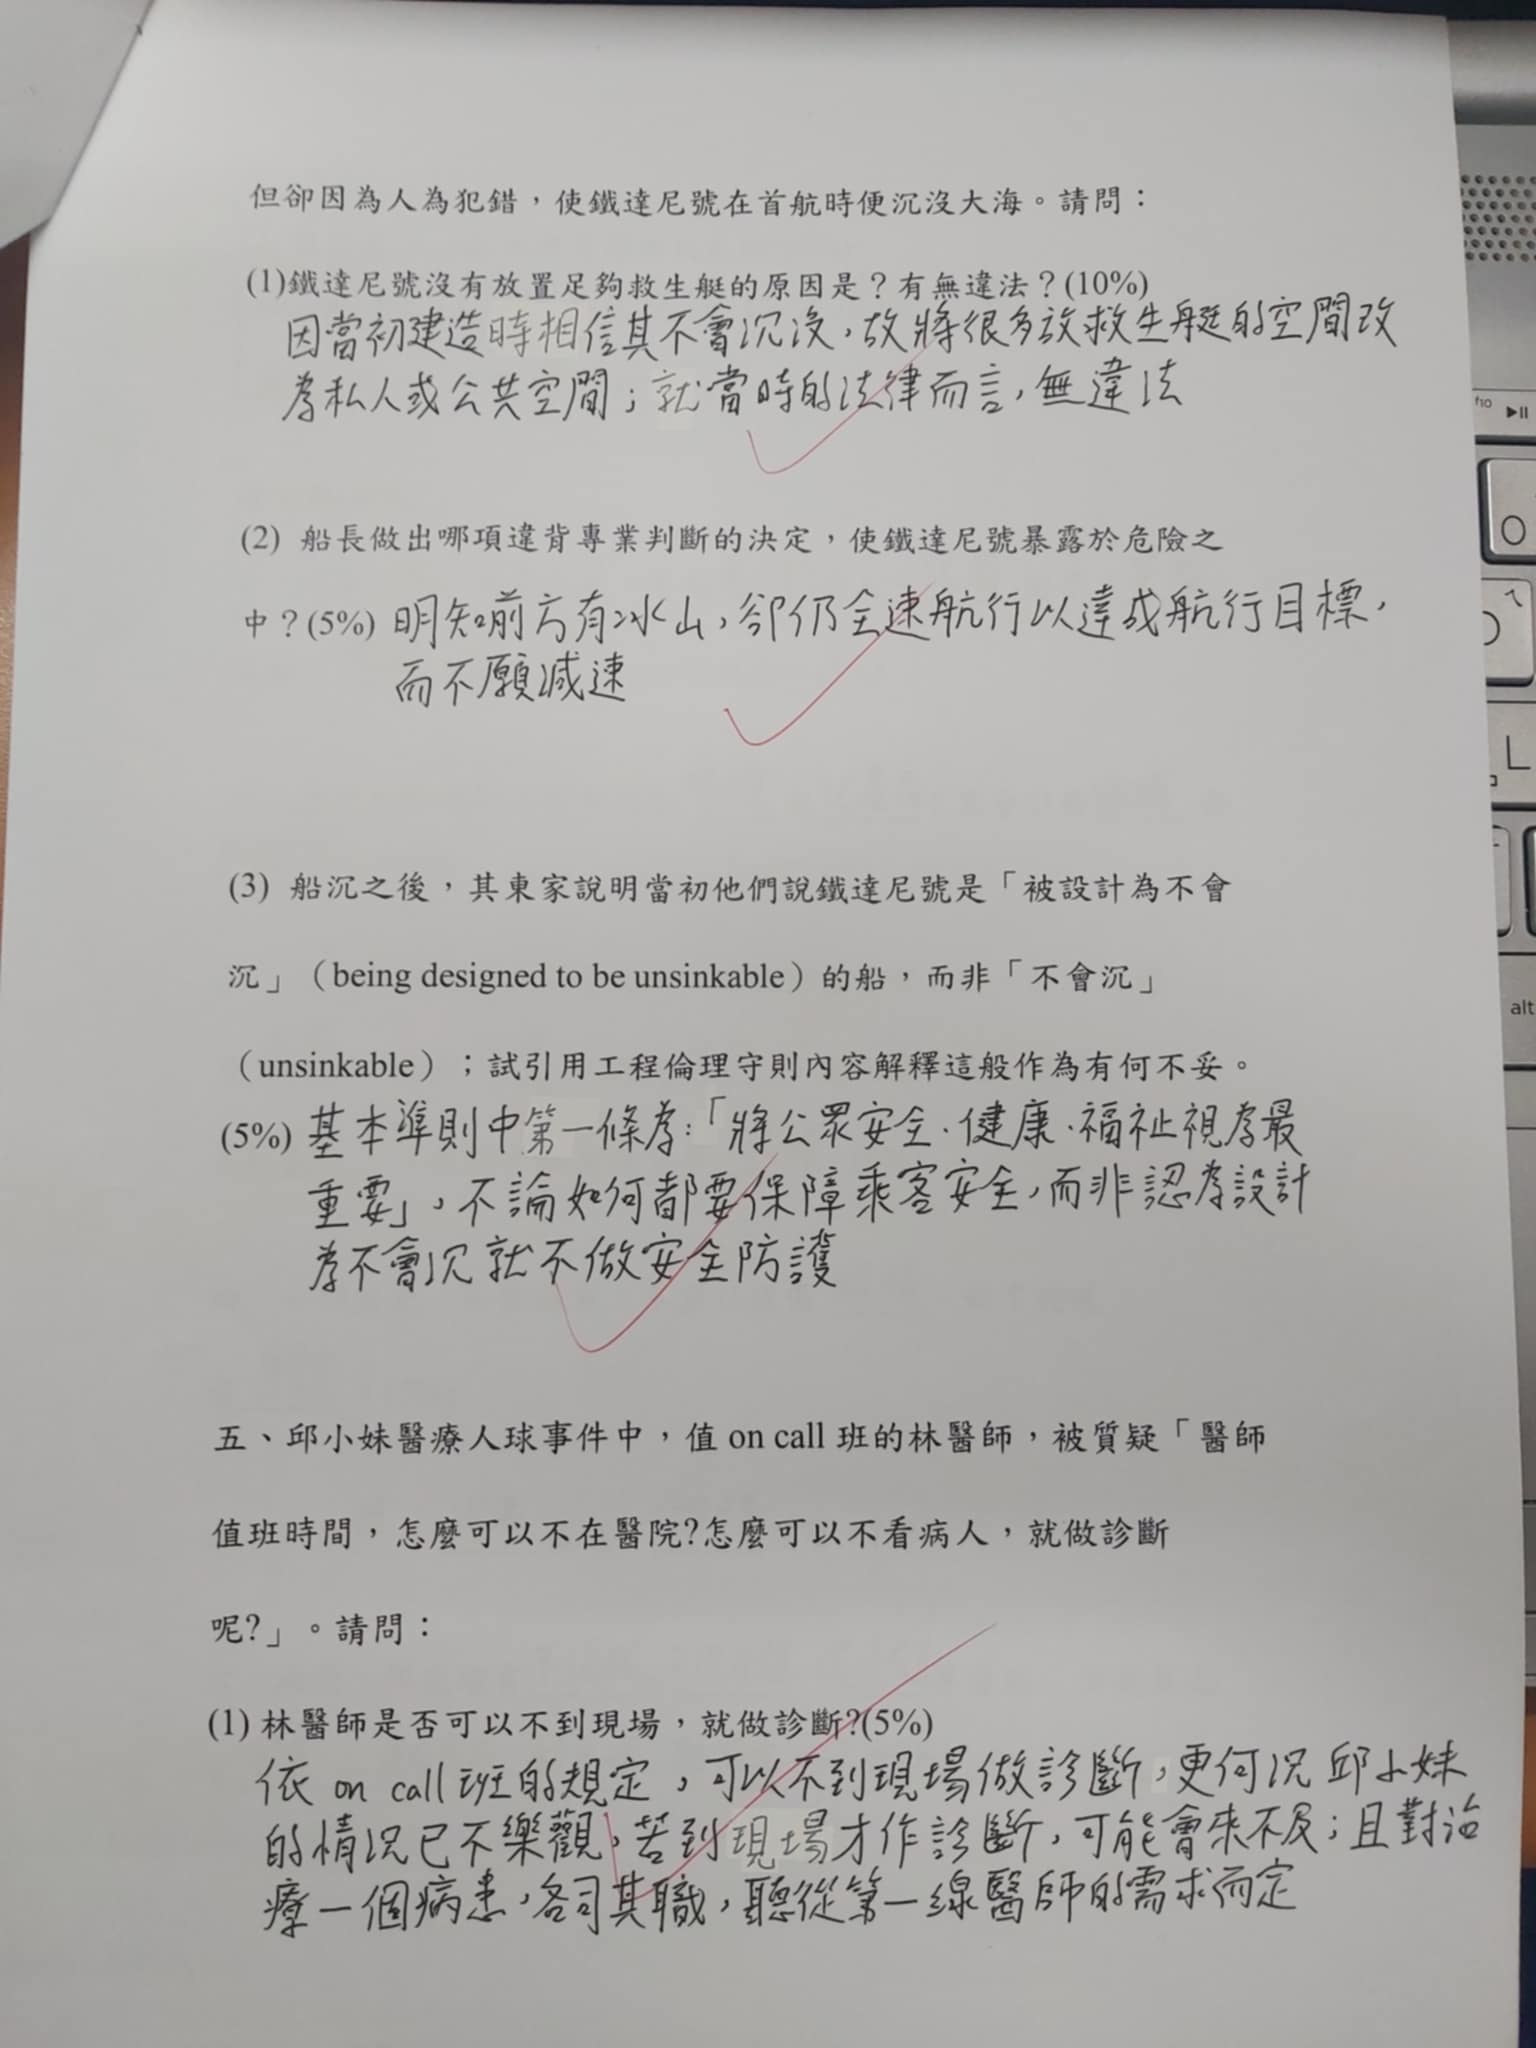 但卻因為人為犯錯，使鐵達尼號在首航時便沉沒大海。請問：
(1)鐵達尼號沒有放置足夠救生艇的原因是？有無違法？(10%)
因當初建造時相信其不會沉沒，故將很多放救生艇的空間改
為私人或公共空間；就當時的法律而言，無違法
(2) 船長做出哪項違背專業判斷的決定，使鐵達尼號暴露於危險之
中？(5%) 明知前方有冰山，卻仍全速航行以達成航行目標，
而不願減速
(3) 船沉之後，其東家說明當初他們說鐵達尼號是「被設計為不會
沉」（being designed to be unsinkable）的船，而非「不會沉」
（unsinkable）；試引用工程倫理守則內容解釋這般作為有何不妥。
(5%) 基本準則中第一條為：「將公眾安全、健康、福祉視為最
重要」，不論如何都要保障乘客安全，而非認為設計
為不會沉就不做安全防護
五、邱小妹醫療人球事件中，值 on call 班的林醫師，被質疑「醫師
值班時間，怎麼可以不在醫院?怎麼可以不看病人，就做診斷
呢?」。請問：
(1) 林醫師是否可以不到現場，就做診斷?(5%)
依 on call 班的規定，可以不到現場做診斷，更何況邱小妹
的情況已不樂觀，若到現場才作診斷，可能會來不及；且對治
療一個病患，各司其職，聽從第一線醫師的需求而定
f10
O
L
alt